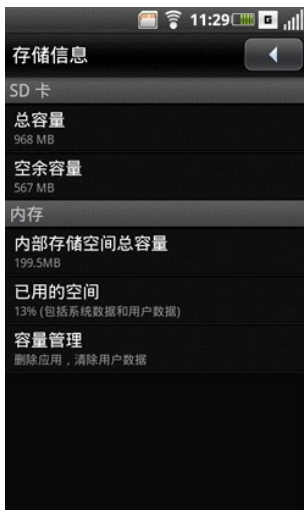 11:29
G
存储信息
SD 卡
总容量
968 MB
空余容量
567 MB
内存
内部存储空间总容量
199.5MB
已用的空间
13% (包括系统数据和用户数据)
容量管理
删除应用，清除用户数据